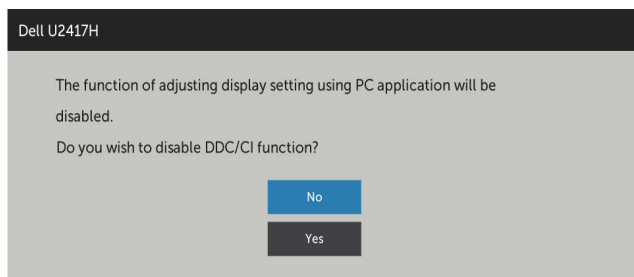 Dell U2417H
The function of adjusting display setting using PC application will be
disabled.
Do you wish to disable DDC/CI function?
No
Yes